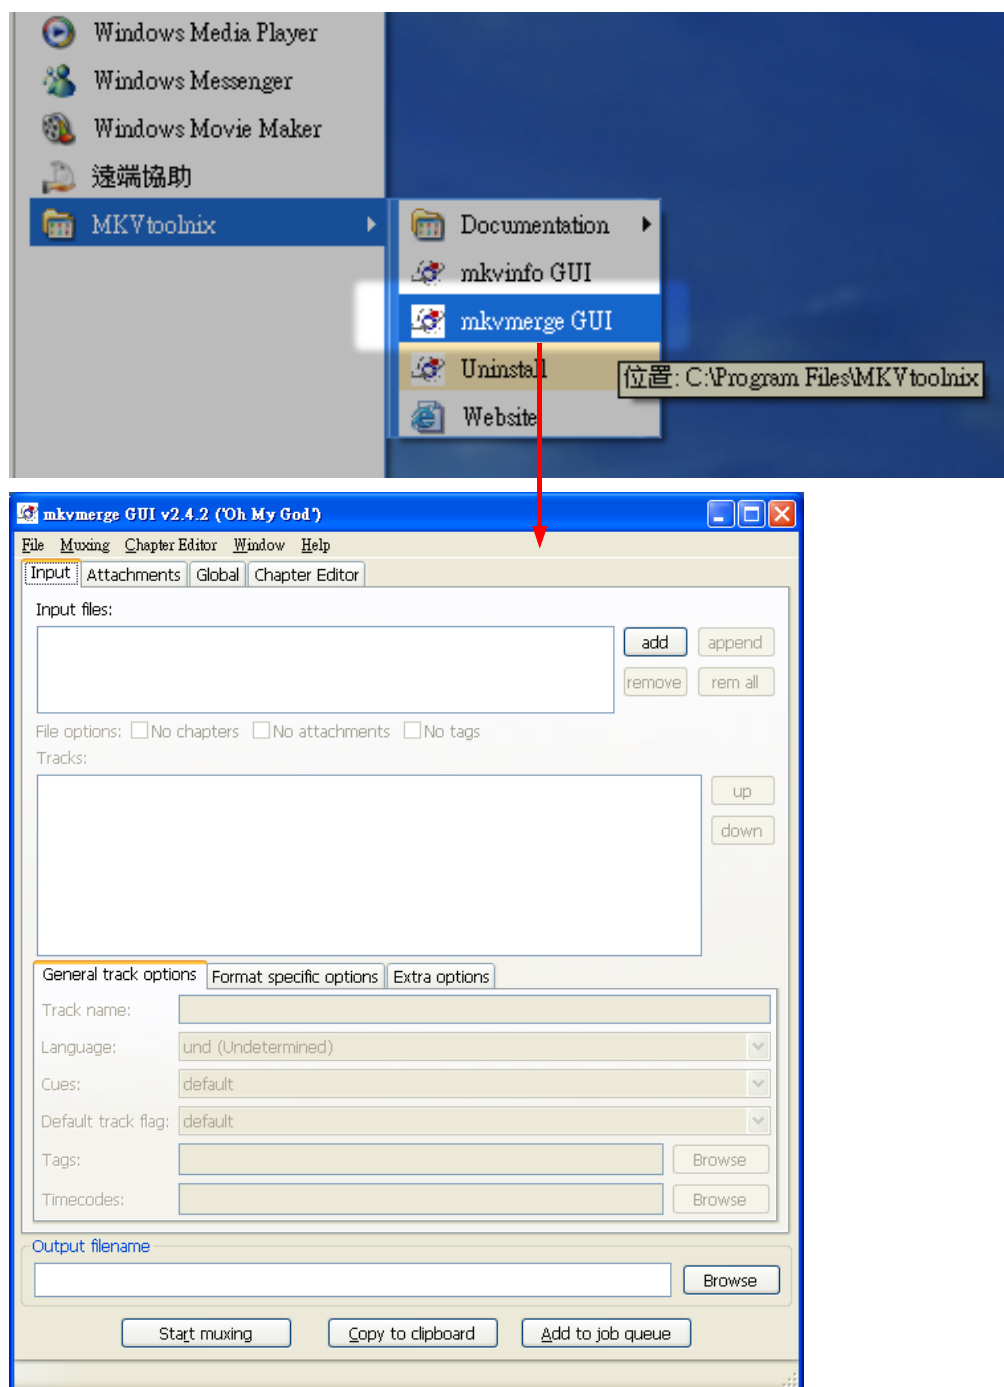 Windows Media Player
Windows Messenger
Windows Movie Maker
遠端協助
MKVtoolnix
Documentation
mkvinfo GUI
mkvmerge GUI
Uninstall
位置: C:\Program Files\MKVtoolnix
Website
mkvmerge GUI v2.4.2 ('Oh My God')
File Muxing Chapter Editor Window Help
Input Attachments Global Chapter Editor
Input files:
add append
remove rem all
File options: No chapters No attachments No tags
Tracks:
up
down
General track options Format specific options Extra options
Track name:
Language: und (Undetermined)
Cues: default
Default track flag: default
Tags: Browse
Timecodes: Browse
Output filename
Browse
Start muxing Copy to clipboard Add to job queue